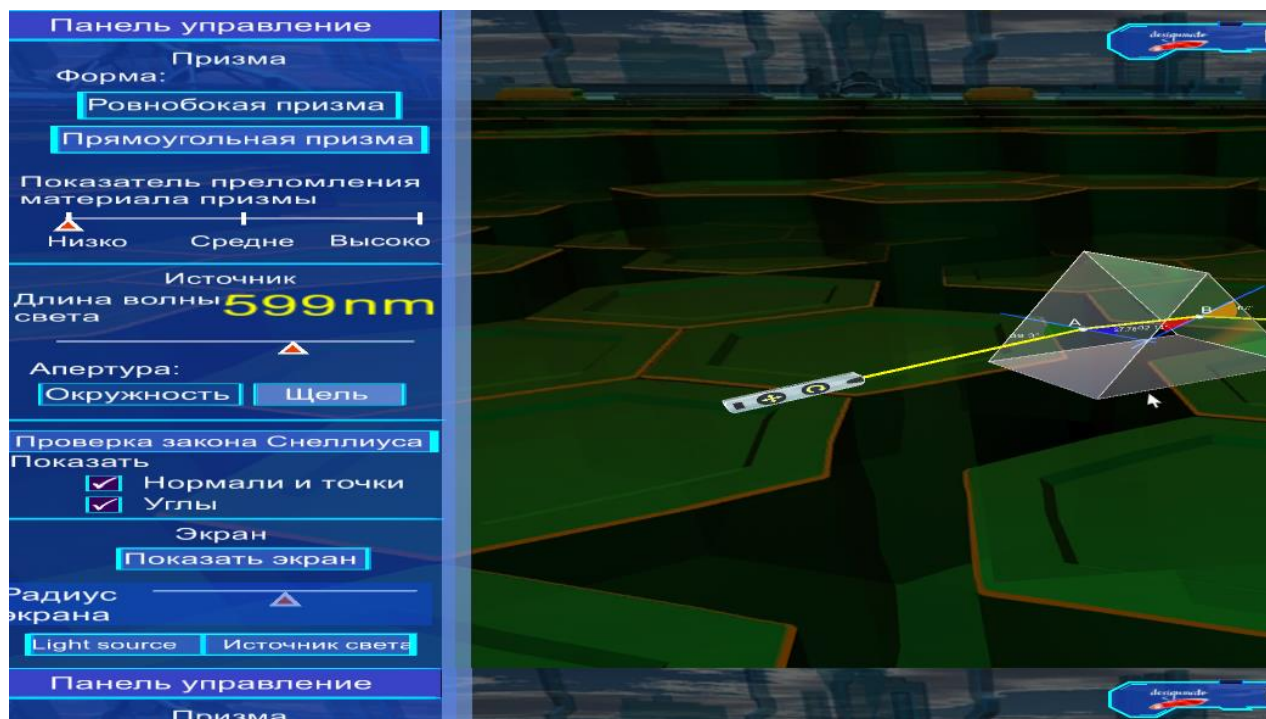 Панель управление
Призма
Форма:
Ровнобокая призма
Прямоугольная призма
Показатель преломления
материала призмы
Низко Средне Высоко
Источник
Длина волны 599nm
света
Апертура:
Окружность Щель
Проверка закона Снеллиуса
Показать
Нормали и точки
Углы
Экран
Показать экран
Радиус
экрана
Light source Источник света
Панель управление
Призма
designmate
A
B
designmate